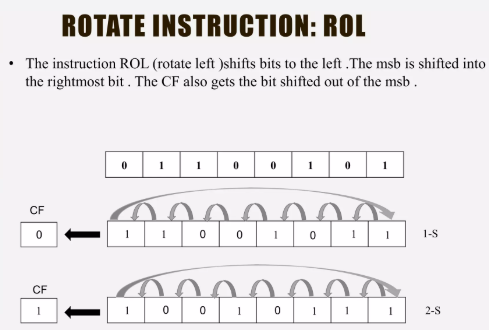 ROTATE INSTRUCTION: ROL
• The instruction ROL (rotate left )shifts bits to the left .The msb is shifted into
the rightmost bit . The CF also gets the bit shifted out of the msb .
0 1 1 0 0 1 0 1
CF
0 1 1 0 0 1 0 1 1 1-S
CF
1 1 0 0 1 0 1 1 1 2-S